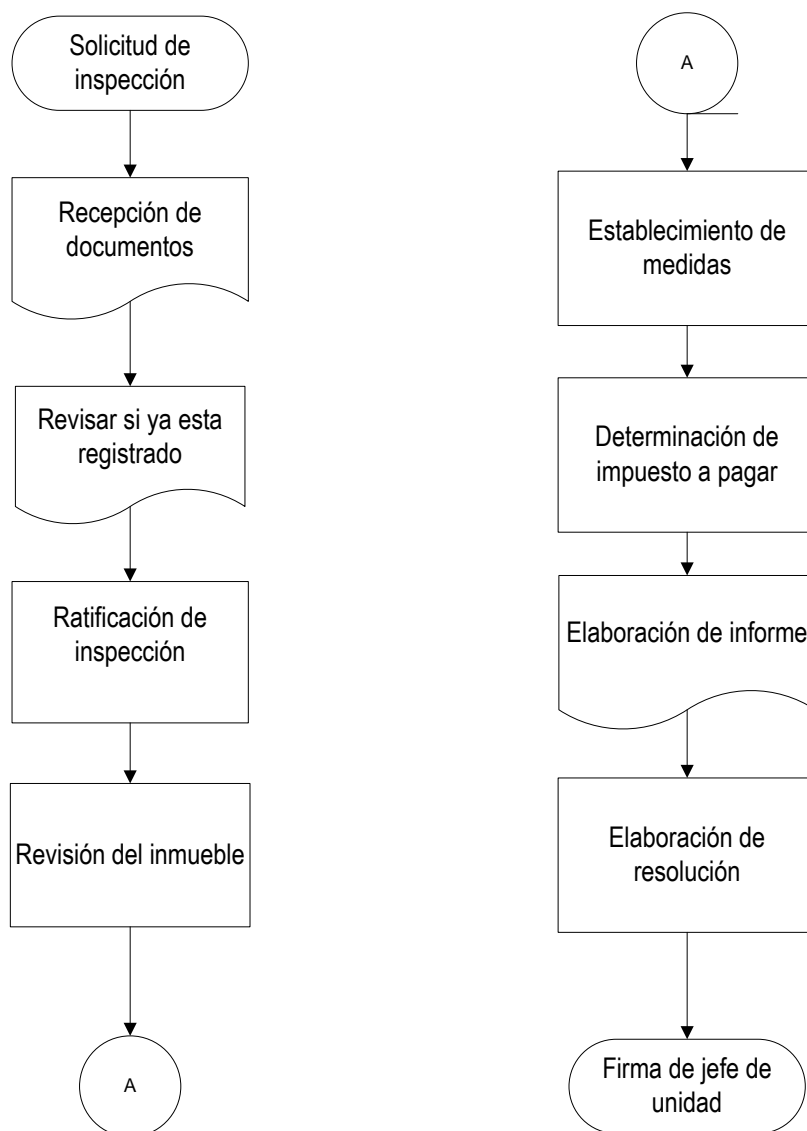 Solicitud de
inspección
Recepción de
documentos
Revisar si ya esta
registrado
Ratificación de
inspección
Revisión del inmueble
A
A
Establecimiento de
medidas
Determinación de
impuesto a pagar
Elaboración de informe
Elaboración de
resolución
Firma de jefe de
unidad